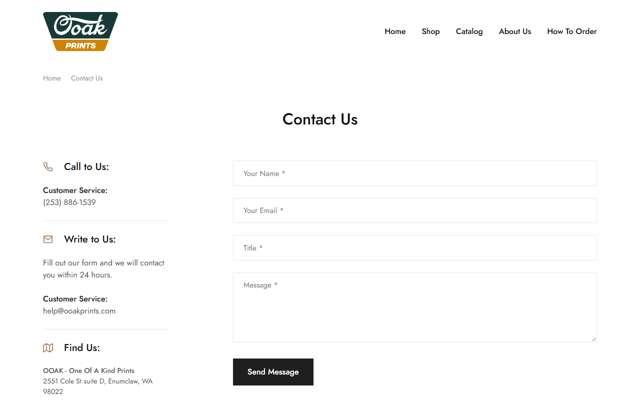 Ooak
PRINTS
Home Shop Catalog About Us How To Order
Home Contact Us
Contact Us
Call to Us:
Customer Service:
(253) 886-1539
Write to Us:
Fill out our form and we will contact
you within 24 hours.
Customer Service:
help@ooakprints.com
Find Us:
OOAK - One Of A Kind Prints
2551 Cole St suite D, Enumclaw, WA
98022
Your Name *
Your Email *
Title *
Message *
Send Message